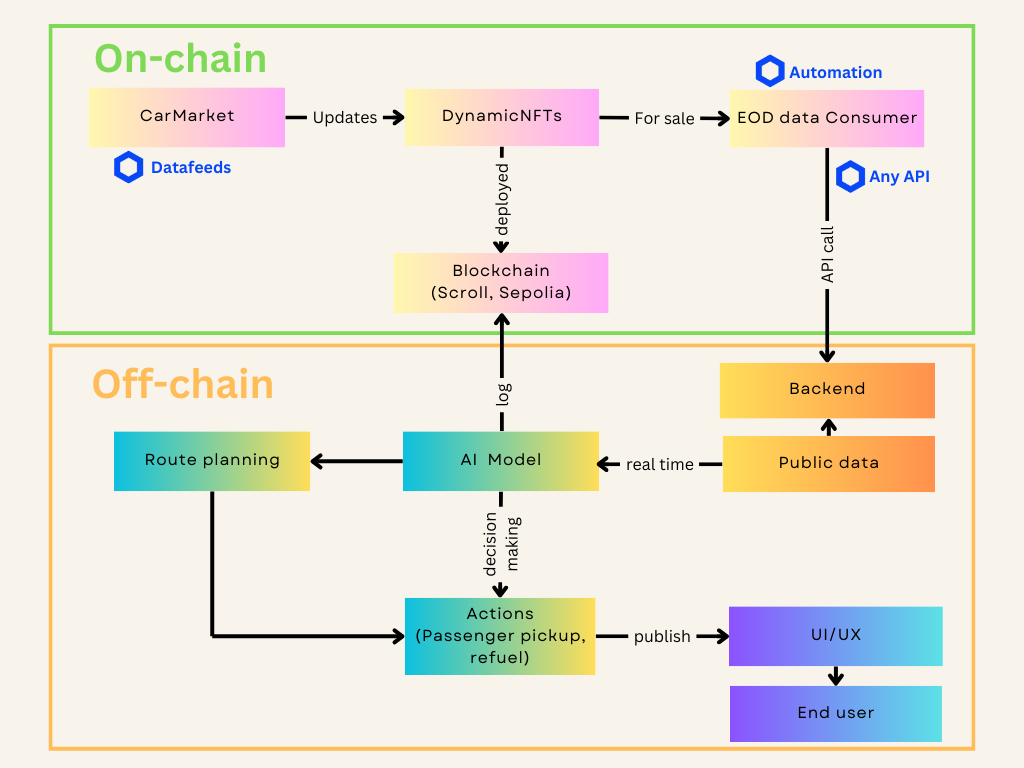 On-chain
Automation
CarMarket
Updates
DynamicNFTs
For sale
EOD data Consumer
Datafeeds
Any API
deployed
API call
Blockchain
(Scroll, Sepolia)
Off-chain
log
Backend
Route planning
AI Model
real time
Public data
decision
making
Actions
(Passenger pickup,
refuel)
publish
UI/UX
End user